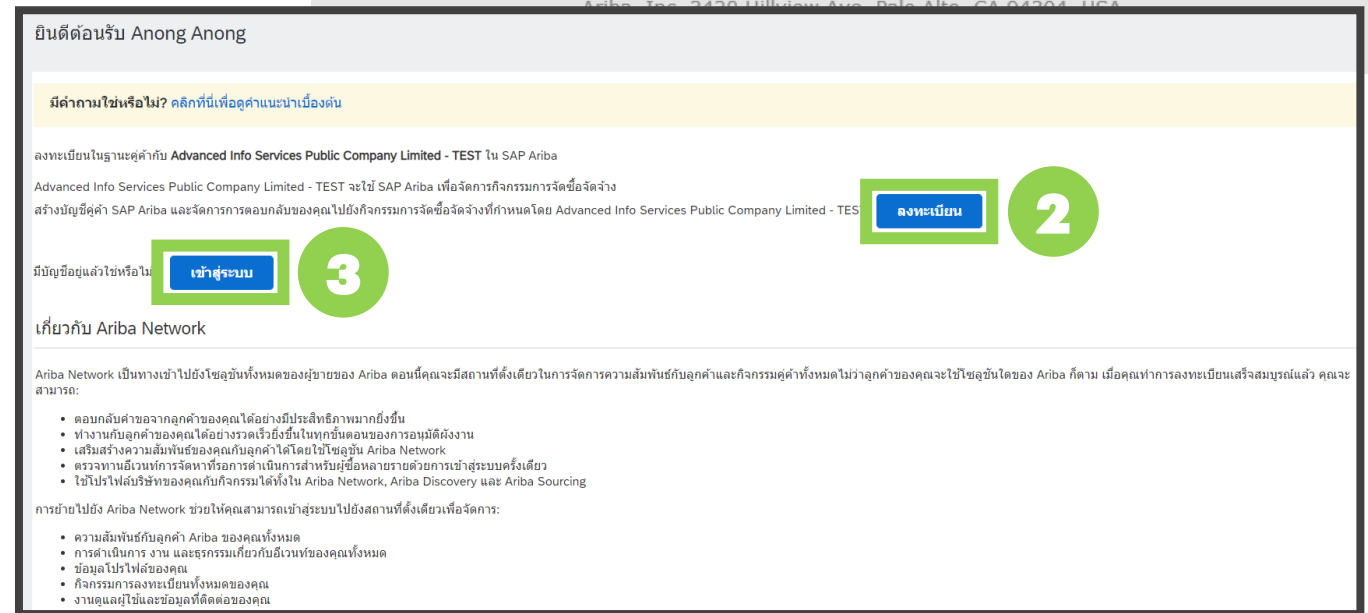 Ariba, Inc. 3420 Hillview Ave, Palo Alto, CA 94304, USA
ยินดีต้อนรับ Anong Anong
มีคำถามใช่หรือไม่? คลิกที่นี่เพื่อดูคำแนะนำเบื้องต้น
ลงทะเบียนในฐานะคู่ค้ากับ Advanced Info Services Public Company Limited - TEST ใน SAP Ariba
Advanced Info Services Public Company Limited - TEST จะใช้ SAP Ariba เพื่อจัดการกิจกรรมการจัดซื้อจัดจ้าง
สร้างบัญชีคู่ค้า SAP Ariba และจัดการการตอบกลับของคุณไปยังกิจกรรมการจัดซื้อจัดจ้างที่กำหนดโดย Advanced Info Services Public Company Limited - TES
ลงทะเบียน
2
มีบัญชีอยู่แล้วใช่หรือไม
เข้าสู่ระบบ
3
เกี่ยวกับ Ariba Network
Ariba Network เป็นทางเข้าไปยังโซลูชันทั้งหมดของผู้ขายของ Ariba ตอนนี้คุณจะมีสถานที่ตั้งเดียวในการจัดการความสัมพันธ์กับลูกค้าและกิจกรรมคู่ค้าทั้งหมดไม่ว่าลูกค้าของคุณจะใช้โซลูชันใดของ Ariba ก็ตาม เมื่อคุณทำการลงทะเบียนเสร็จสมบูรณ์แล้ว คุณจะ
สามารถ:
• ตอบกลับคำขอจากลูกค้าของคุณได้อย่างมีประสิทธิภาพมากยิ่งขึ้น
• ทำงานกับลูกค้าของคุณได้อย่างรวดเร็วยิ่งขึ้นในทุกขั้นตอนของการอนุมัติผังงาน
• เสริมสร้างความสัมพันธ์ของคุณกับลูกค้าได้โดยใช้โซลูชัน Ariba Network
• ตรวจทานอีเวนท์การจัดหาที่รอการดำเนินการสำหรับผู้ซื้อหลายรายด้วยการเข้าสู่ระบบครั้งเดียว
• ใช้โปรไฟล์บริษัทของคุณกับกิจกรรมได้ทั้งใน Ariba Network, Ariba Discovery และ Ariba Sourcing
การย้ายไปยัง Ariba Network ช่วยให้คุณสามารถเข้าสู่ระบบไปยังสถานที่ตั้งเดียวเพื่อจัดการ:
• ความสัมพันธ์กับลูกค้า Ariba ของคุณทั้งหมด
• การดำเนินการ งาน และธุรกรรมเกี่ยวกับอีเวนท์ของคุณทั้งหมด
• ข้อมูลโปรไฟล์ของคุณ
• กิจกรรมการลงทะเบียนทั้งหมดของคุณ
• งานดูแลผู้ใช้และข้อมูลที่ติดต่อของคุณ